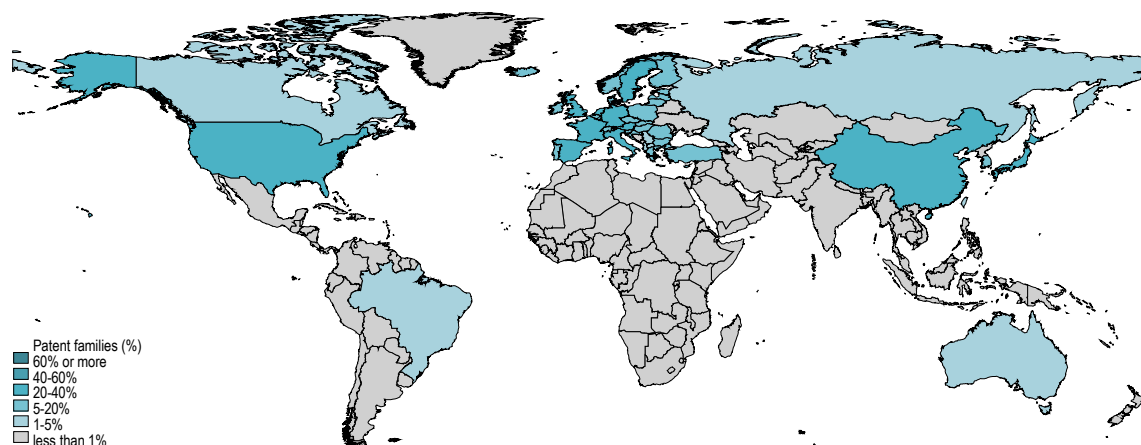 Patent families (%)
60% or more
40-60%
20-40%
5-20%
1-5%
less than 1%